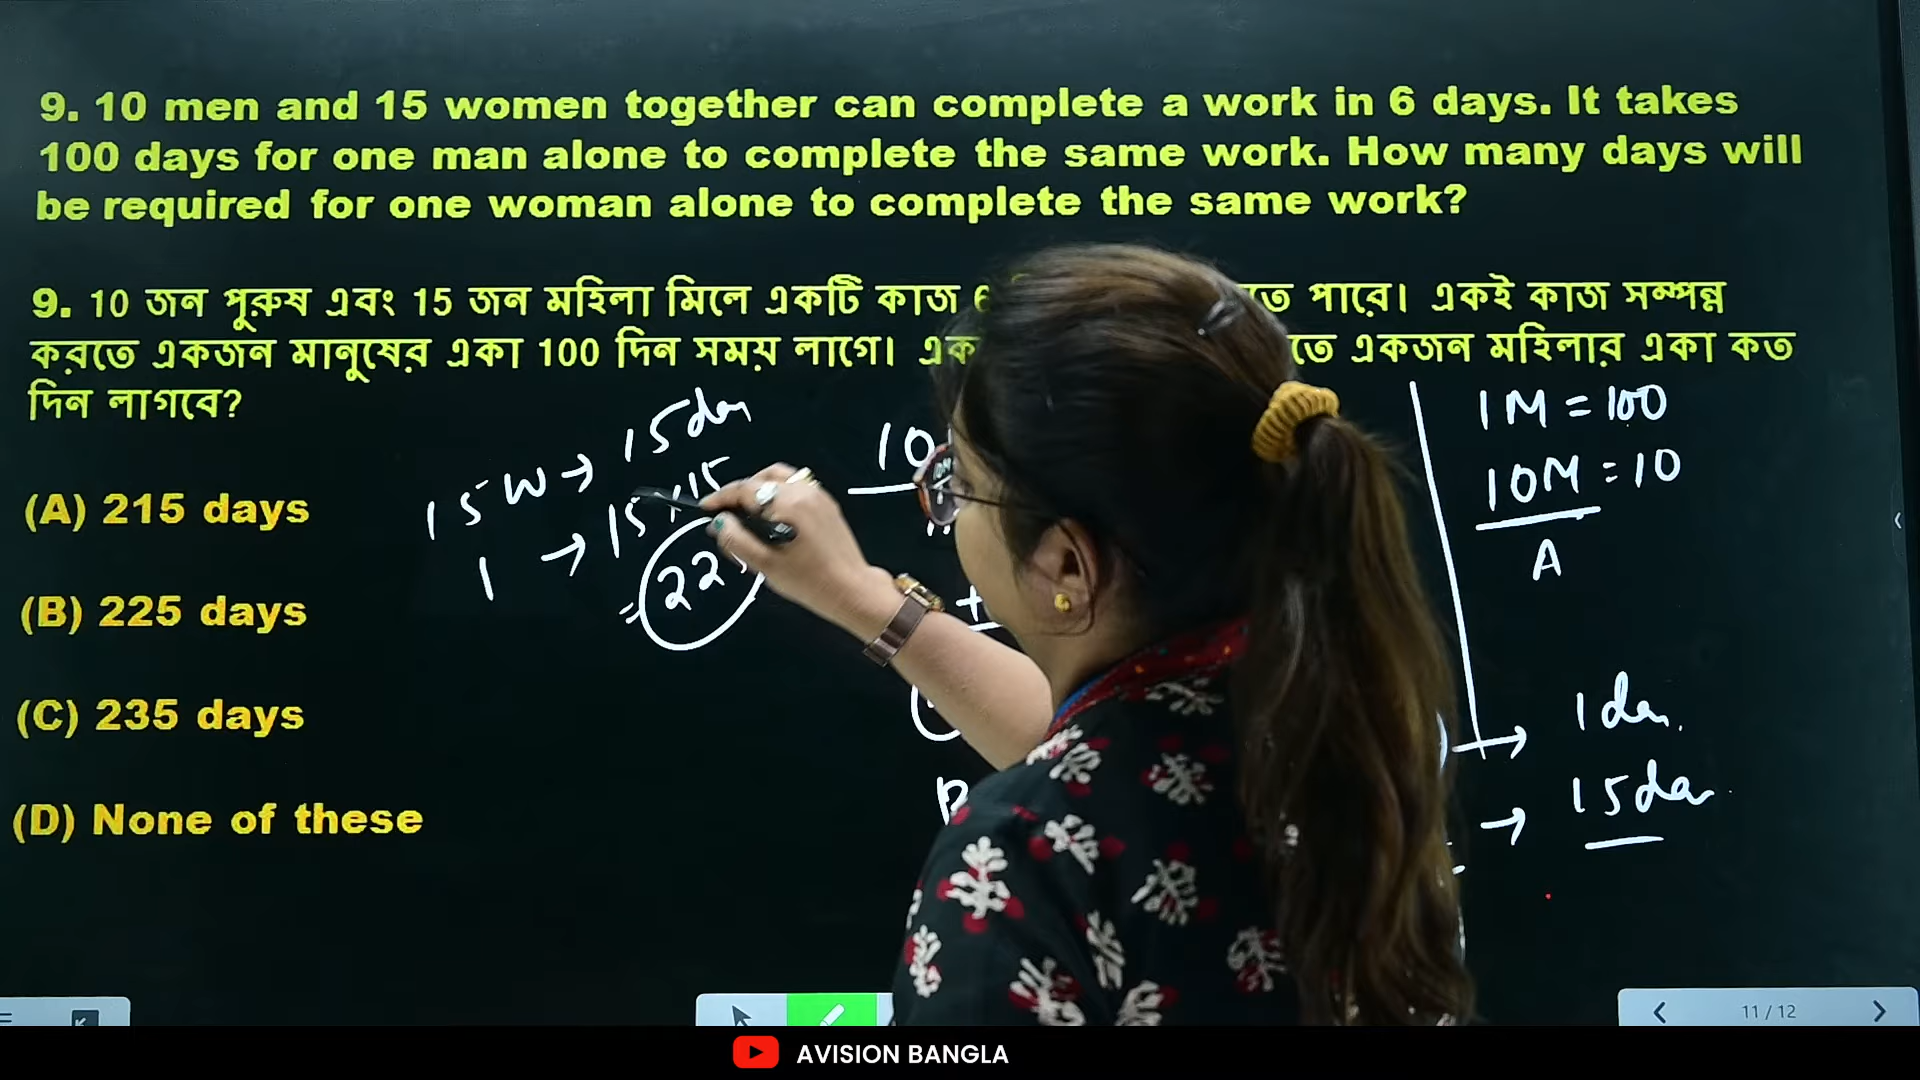 9. 10 men and 15 women together can complete a work in 6 days. It takes
100 days for one man alone to complete the same work. How many days will
be required for one woman alone to complete the same work?
9. 10 জন পুরুষ এবং 15 জন মহিলা মিলে একটি কাজ 6 তে পারে। একই কাজ সম্পন্ন
করতে একজন মানুষের একা 100 দিন সময় লাগে। এক তে একজন মহিলার একা কত
দিন লাগবে?
(A) 215 days
(B) 225 days
(C) 235 days
(D) None of these
15W → 15 day
1 → 15 × 15
= 22
10
+
1M = 100
10M = 10
A
→ 1 day
→ 15 day
11 / 12
AVISION BANGLA